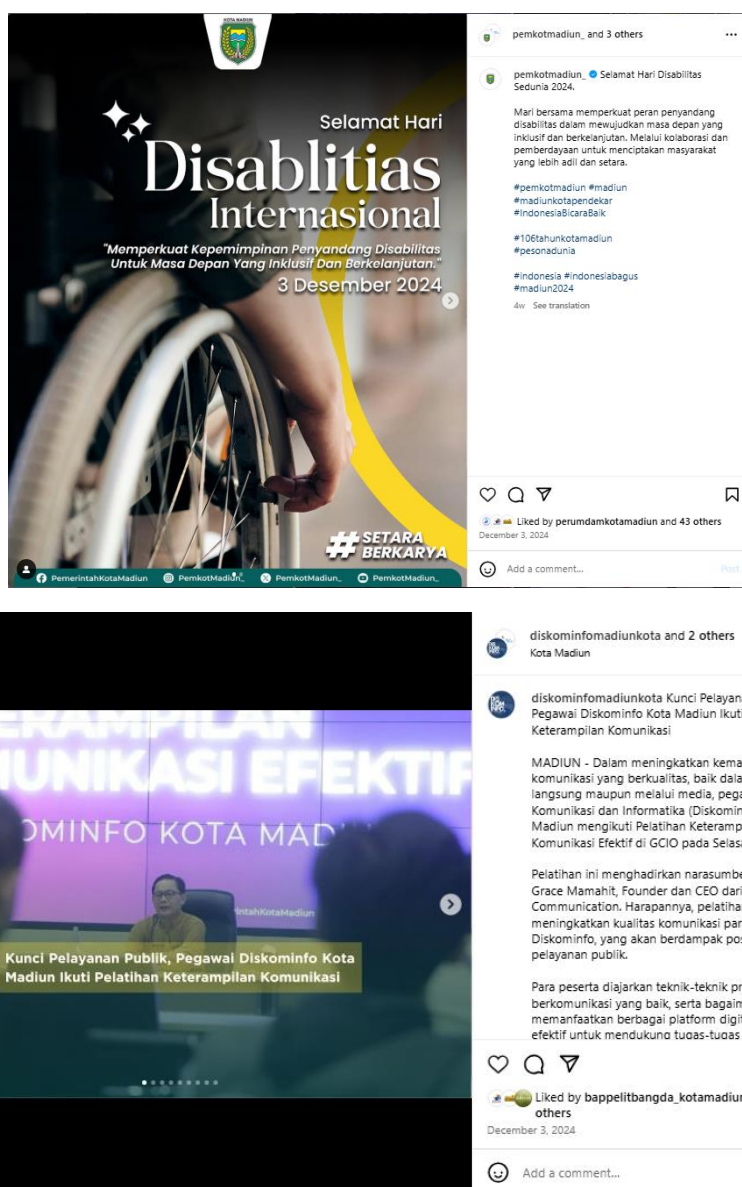 KOTA MADIUN
Selamat Hari
Disablitias
Internasional
"Memperkuat Kepemimpinan Penyandang Disabilitas
Untuk Masa Depan Yang Inklusif Dan Berkelanjutan."
3 Desember 2024
#SETARA
BERKARYA
PemerintahKotaMadiun PemkotMadiun_ PemkotMadiun_ PemkotMadiun_
pemkotmadiun_ and 3 others
pemkotmadiun_ Selamat Hari Disabilitas
Sedunia 2024.
Mari bersama memperkuat peran penyandang
disabilitas dalam mewujudkan masa depan yang
inklusif dan berkelanjutan. Melalui kolaborasi dan
pemberdayaan untuk menciptakan masyarakat
yang lebih adil dan setara.
#pemkotmadiun #madiun
#madiunkotapendekar
#IndonesiaBicaraBaik
#106tahunkotamadiun
#pesonadunia
#indonesia #indonesiabagus
#madiun2024
4w See translation
Liked by perumdamkotamadiun and 43 others
December 3, 2024
Add a comment...
Post
ERAMPILAN
UNIKASI EFEKTIF
OMINFO KOTA MAD
intahKotaMadiun
Kunci Pelayanan Publik, Pegawai Diskominfo Kota
Madiun Ikuti Pelatihan Keterampilan Komunikasi
diskominfomadiunkota and 2 others
Kota Madiun
DIS
KOM
INFO
diskominfomadiunkota Kunci Pelayan
Pegawai Diskominfo Kota Madiun Ikuti
Keterampilan Komunikasi
MADIUN - Dalam meningkatkan kema
komunikasi yang berkualitas, baik dala
langsung maupun melalui media, pega
Komunikasi dan Informatika (Diskomin
Madiun mengikuti Pelatihan Keterampi
Komunikasi Efektif di GCIO pada Selasa
Pelatihan ini menghadirkan narasumbe
Grace Mamahit, Founder dan CEO dari
Communication. Harapannya, pelatiha
meningkatkan kualitas komunikasi par
Diskominfo, yang akan berdampak pos
pelayanan publik.
Para peserta diajarkan teknik-teknik pr
berkomunikasi yang baik, serta bagaim
memanfaatkan berbagai platform digit
efektif untuk mendukung tugas-tugas
Liked by bappelitbangda_kotamadiun
others
December 3, 2024
Add a comment...